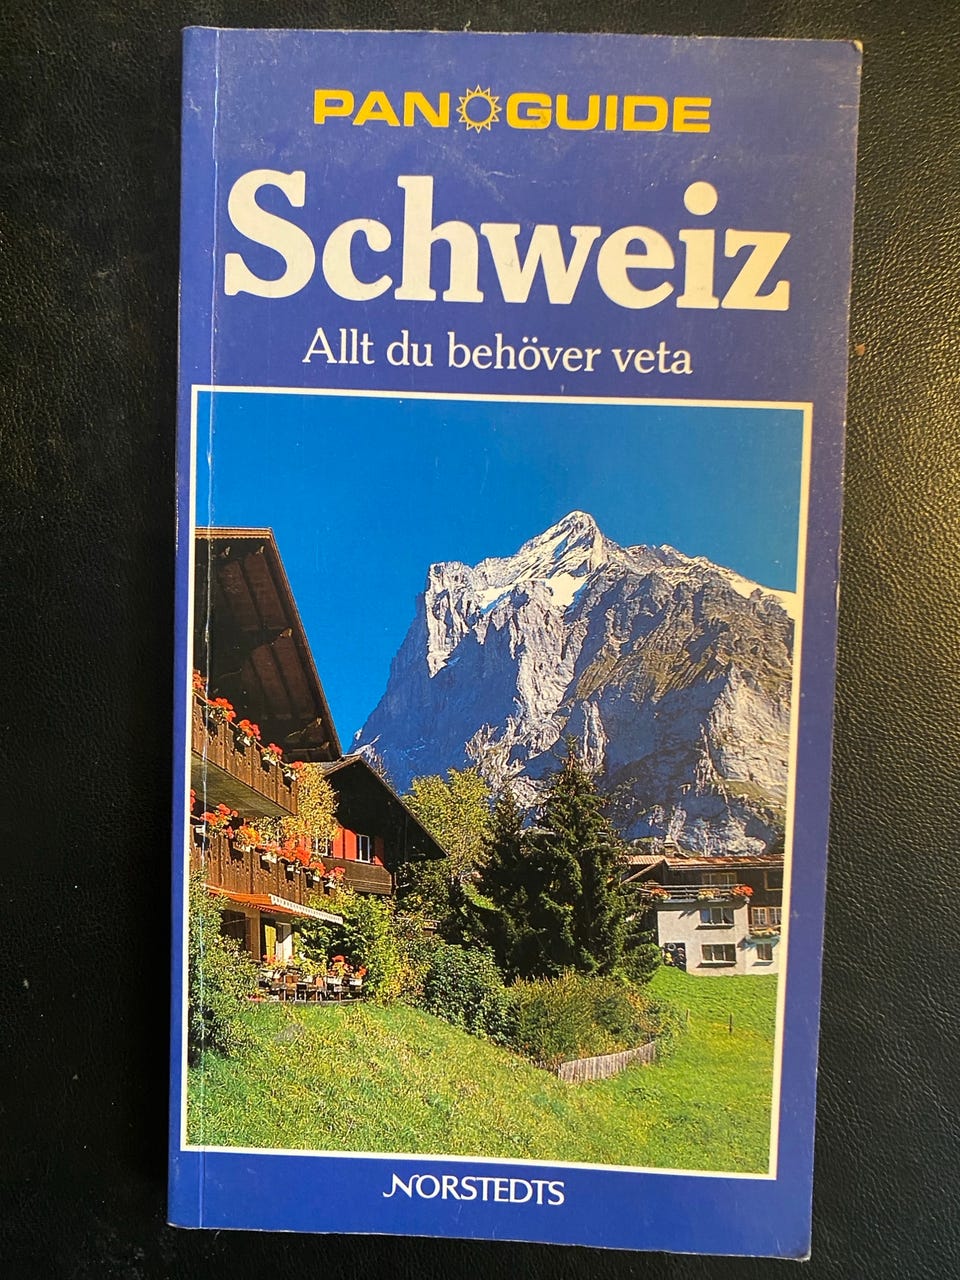 PAN GUIDE
Schweiz
Allt du behöver veta
NORSTEDTS